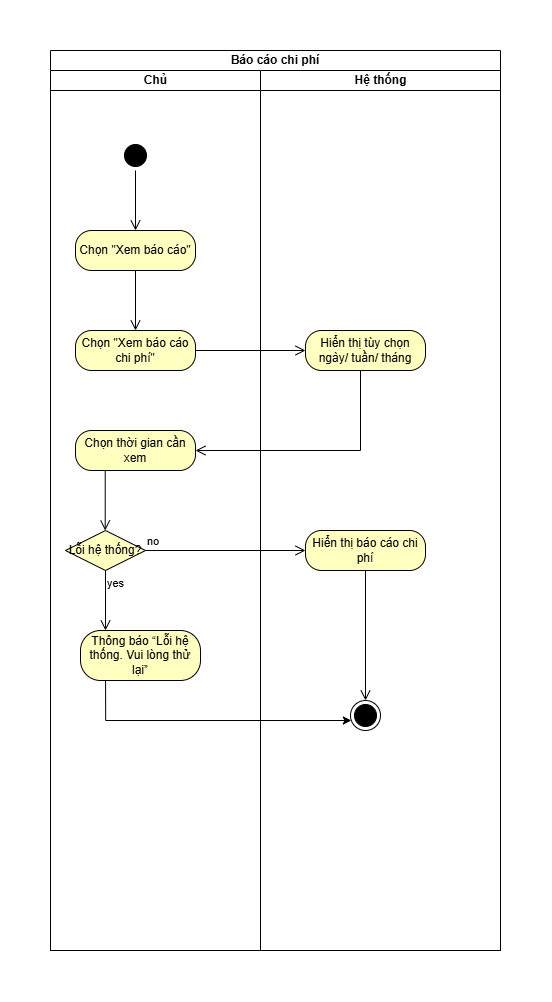 Báo cáo chi phí
Chủ
Hệ thống
Chọn "Xem báo cáo"
Chọn "Xem báo cáo
chi phí"
Hiển thị tùy chọn
ngày/ tuần/ tháng
Chọn thời gian cần
xem
Lỗi hệ thống?
no
Hiển thị báo cáo chi
phí
yes
Thông báo “Lỗi hệ
thống. Vui lòng thử
lại”